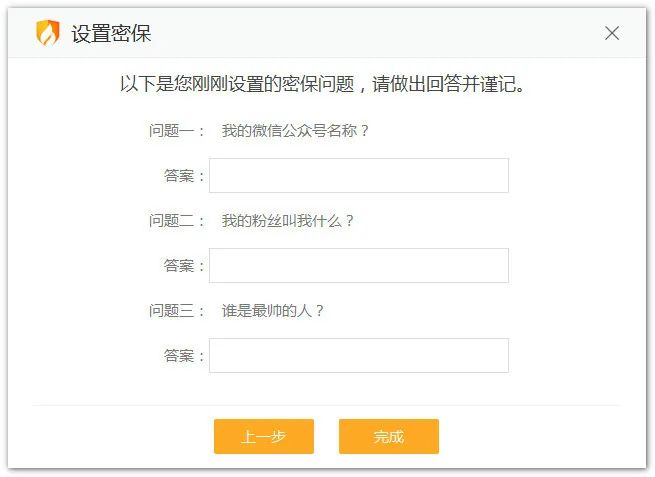 设置密保
以下是您刚刚设置的密保问题，请做出回答并谨记。
问题一： 我的微信公众号名称？
答案：
问题二： 我的粉丝叫我什么？
答案：
问题三： 谁是最帅的人？
答案：
上一步 完成